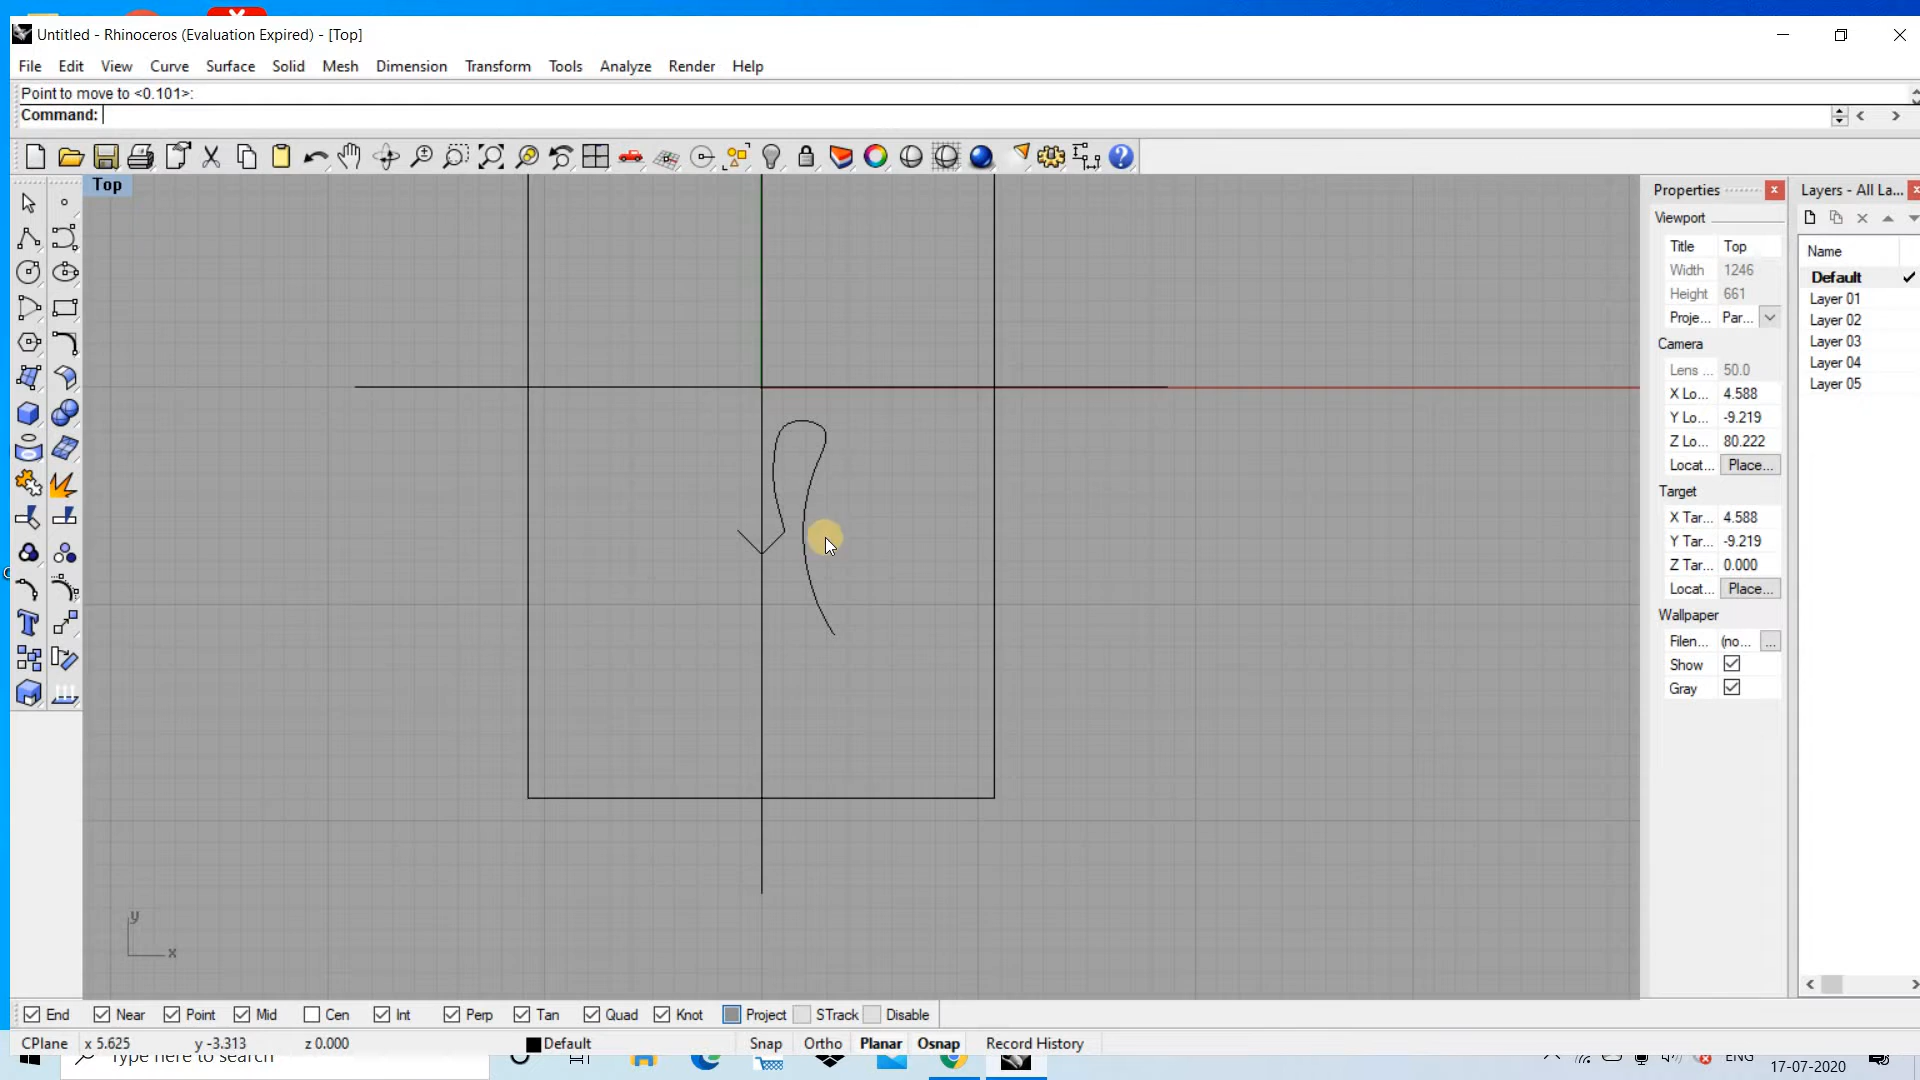 Untitled - Rhinoceros (Evaluation Expired) - [Top]
File Edit View Curve Surface Solid Mesh Dimension Transform Tools Analyze Render Help
Point to move to <0.101>:
Command:
Top
Properties
Viewport
Title Top
Width 1246
Height 661
Proje... Par...
Camera
Lens ... 50.0
X Lo... 4.588
Y Lo... -9.219
Z Lo... 80.222
Locat... Place...
Target
X Tar... 4.588
Y Tar... -9.219
Z Tar... 0.000
Locat... Place...
Wallpaper
Filen... (no... ...
Show
Gray
Layers - All La...
Name
Default
Layer 01
Layer 02
Layer 03
Layer 04
Layer 05
y
x
End Near Point Mid Cen Int Perp Tan Quad Knot Project STrack Disable
CPlane x 5.625 y -3.313 z 0.000 Default Snap Ortho Planar Osnap Record History
Type here to search
ENG
17-07-2020